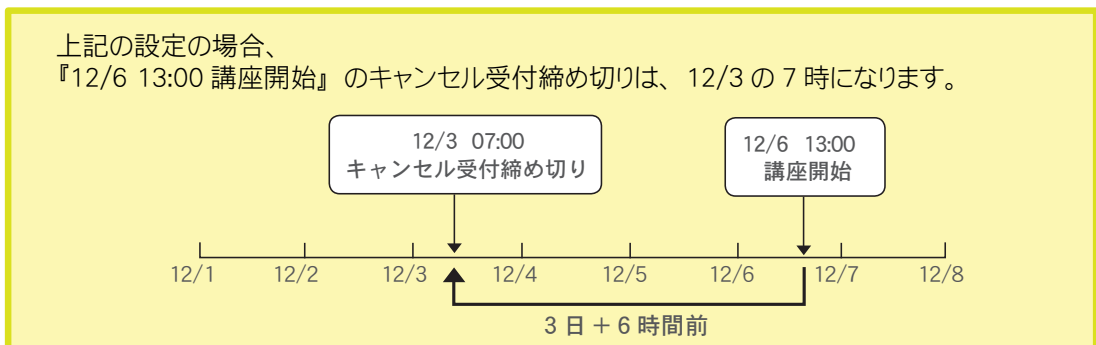 上記の設定の場合、
『12/6 13:00 講座開始』のキャンセル受付締め切りは、12/3 の 7 時になります。
12/3 07:00
キャンセル受付締め切り
12/6 13:00
講座開始
12/1 12/2 12/3 12/4 12/5 12/6 12/7 12/8
3 日 + 6 時間前